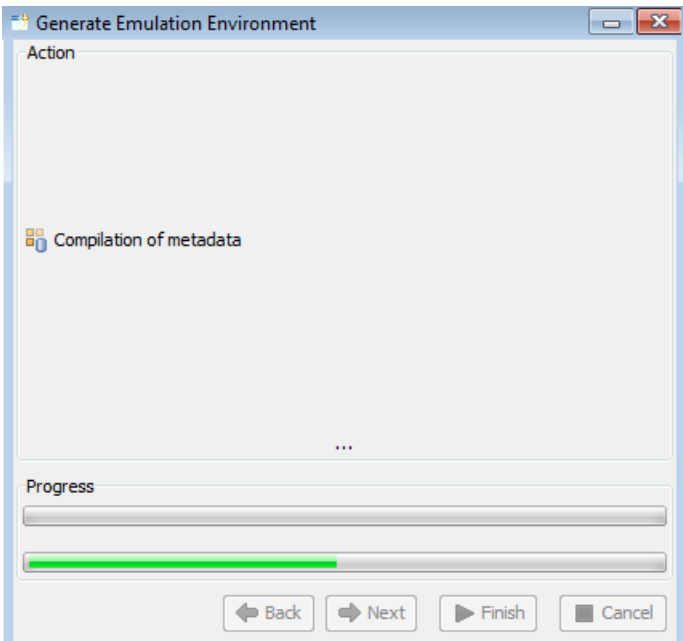 Generate Emulation Environment
Action
Compilation of metadata
...
Progress
Back Next Finish Cancel